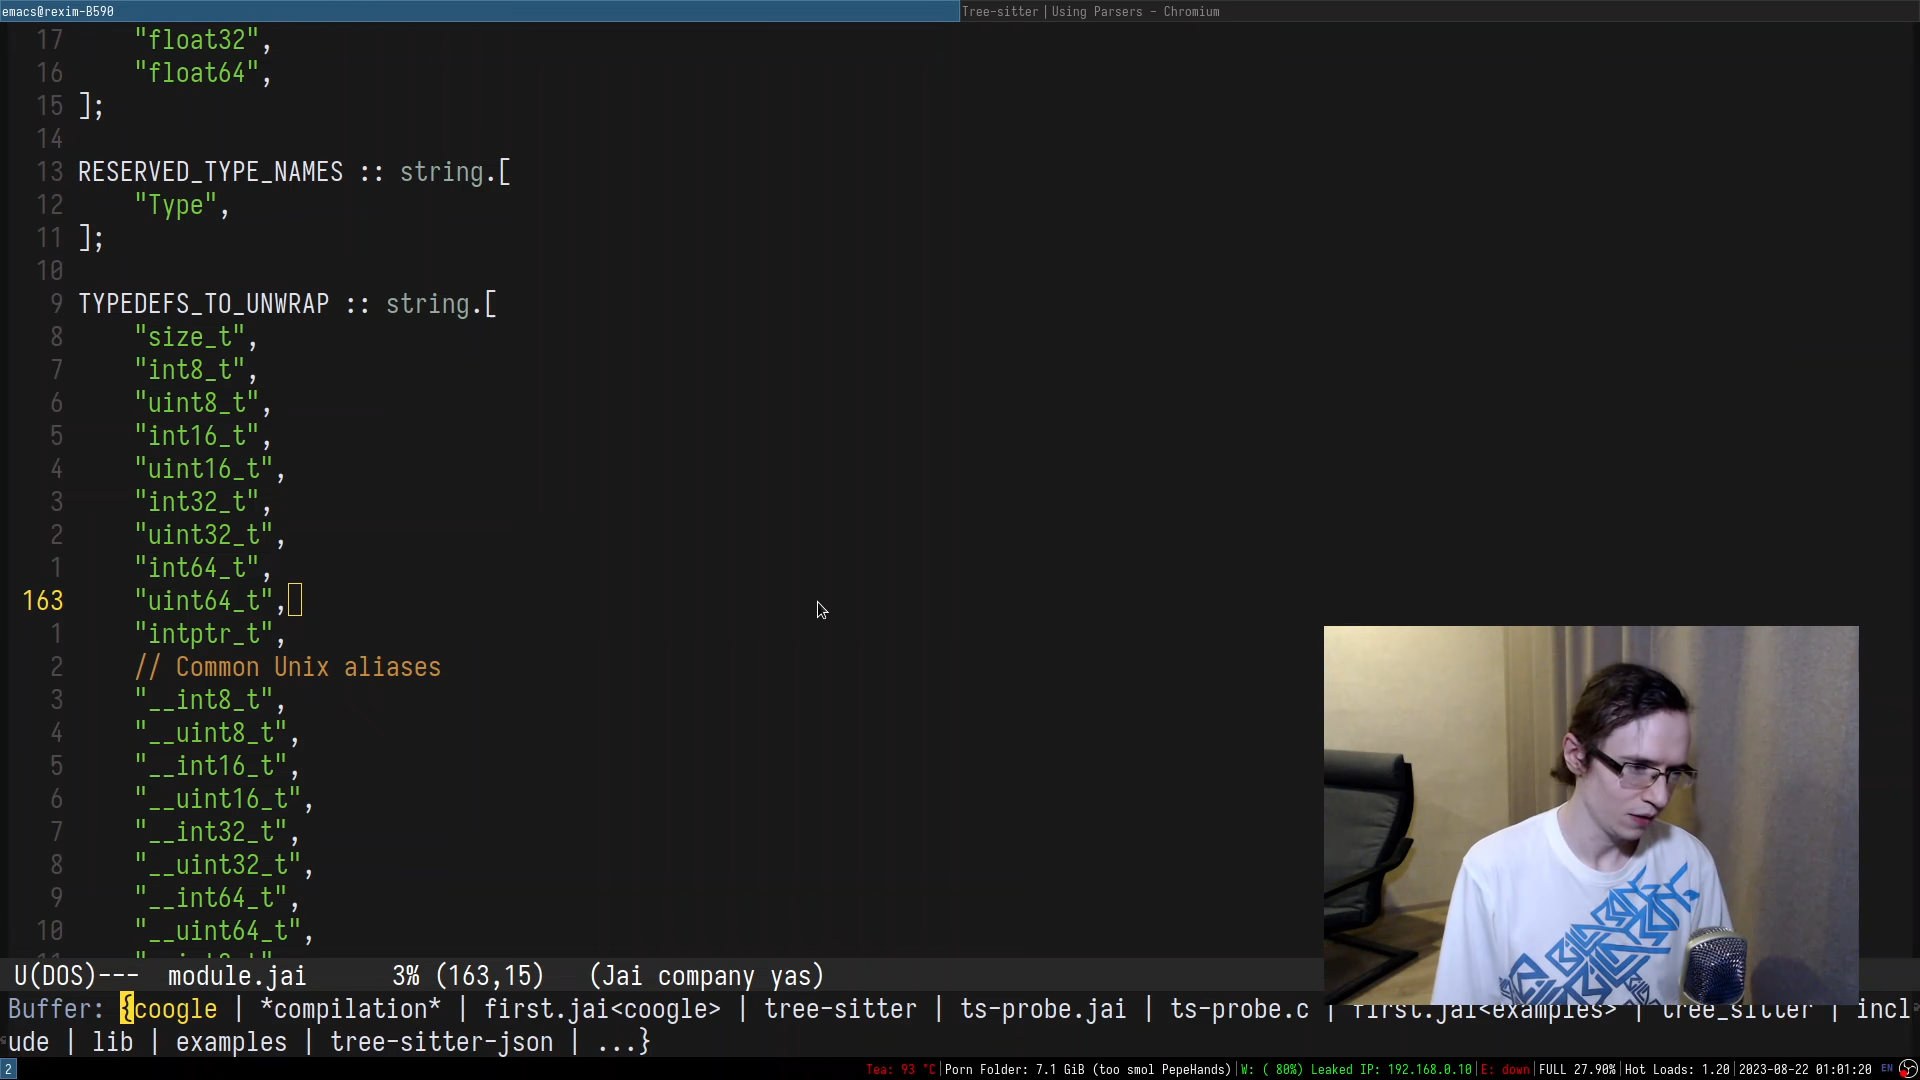 emacs@rexim-B590
Tree-sitter|Using Parsers - Chromium
17 "float32",
16 "float64",
15 ];
14
13 RESERVED_TYPE_NAMES :: string.[
12 "Type",
11 ];
10
9 TYPEDEFS_TO_UNWRAP :: string.[
8 "size_t",
7 "int8_t",
6 "uint8_t",
5 "int16_t",
4 "uint16_t",
3 "int32_t",
2 "uint32_t",
1 "int64_t",
163 "uint64_t",
1 "intptr_t",
2 // Common Unix aliases
3 "__int8_t",
4 "__uint8_t",
5 "__int16_t",
6 "__uint16_t",
7 "__int32_t",
8 "__uint32_t",
9 "__int64_t",
10 "__uint64_t",
U(DOS)--- module.jai 3% (163,15) (Jai company yas)
Buffer: {coogle | *compilation* | first.jai<coogle> | tree-sitter | ts-probe.jai | ts-probe.c | first.jai<examples> | tree_sitter | incl
ude | lib | examples | tree-sitter-json | ...}
2 Tea: 93 °C|Porn Folder: 7.1 GiB (too smol PepeHands)|W: ( 80%) Leaked IP: 192.168.0.10|E: down|FULL 27.90%|Hot Loads: 1.20|2023-08-22 01:01:20 EN